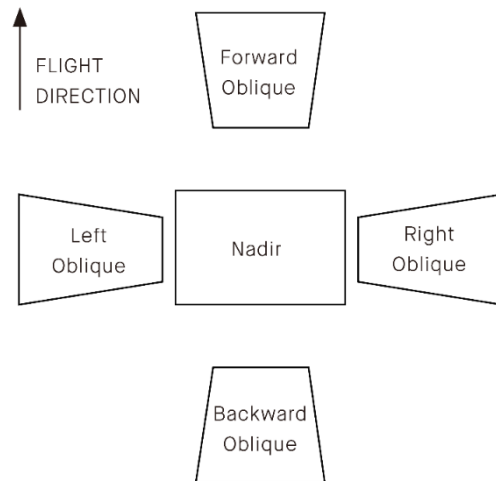 FLIGHT
DIRECTION
Forward
Oblique
Left
Oblique
Nadir
Right
Oblique
Backward
Oblique